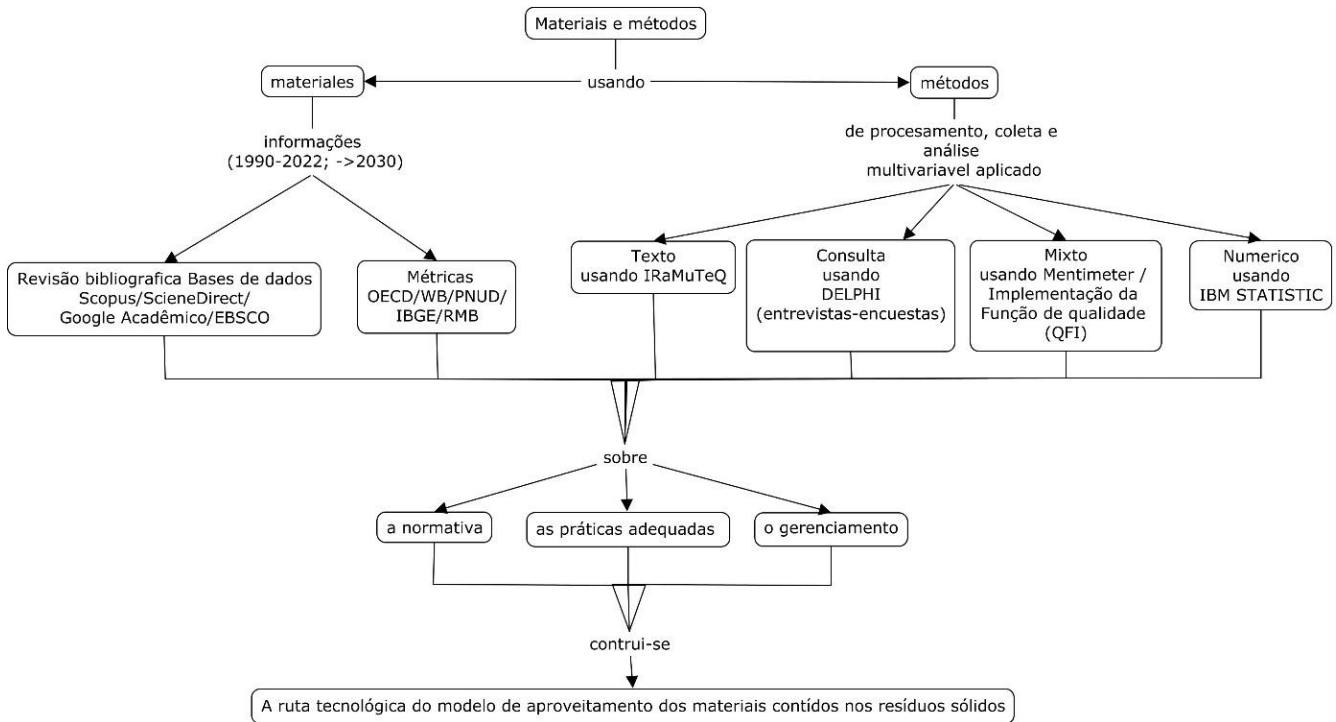 Materiais e métodos
materiales
usando
métodos
informações
(1990-2022; ->2030)
de procesamento, coleta e
análise
multivariavel aplicado
Revisão bibliografica Bases de dados
Scopus/ScieneDirect/
Google Acadêmico/EBSCO
Métricas
OECD/WB/PNUD/
IBGE/RMB
Texto
usando IRaMuTeQ
Consulta
usando
DELPHI
(entrevistas-encuestas)
Mixto
usando Mentimeter /
Implementação da
Função de qualidade
(QFI)
Numerico
usando
IBM STATISTIC
sobre
a normativa
as práticas adequadas
o gerenciamento
contrui-se
A ruta tecnológica do modelo de aproveitamento dos materiais contídos nos resíduos sólidos